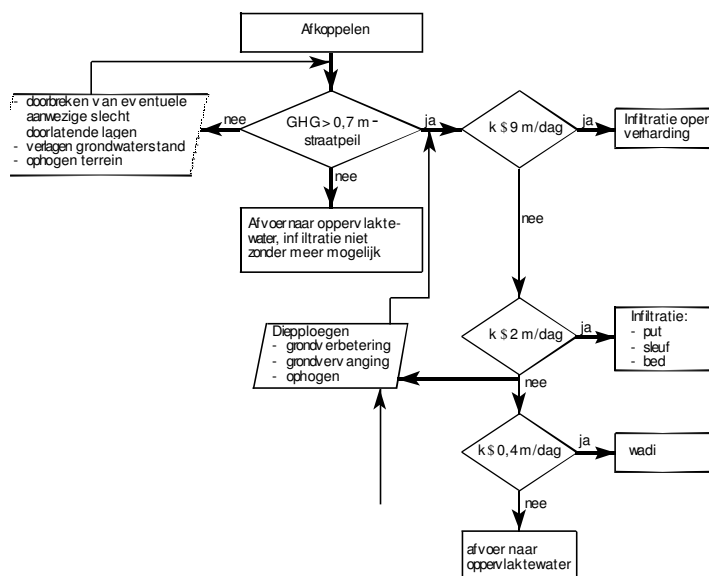 Afkoppelen
- doorbreken van eventuele
aanwezige slecht
doorlatende lagen
- verlagen grondwaterstand
- ophogen terrein
nee
GHG > 0,7 m -
straatpeil
ja
k $ 9 m/dag
ja
Infiltratie open
verharding
nee
Afvoer naar oppervlakte-
water, infiltratie niet
zonder meer mogelijk
nee
Diepploegen
- grondverbetering
- grondvervanging
- ophogen
k $ 2 m/dag
ja
Infiltratie:
- put
- sleuf
- bed
nee
k $ 0,4 m/dag
ja
wadi
nee
afvoer naar
oppervlaktewater